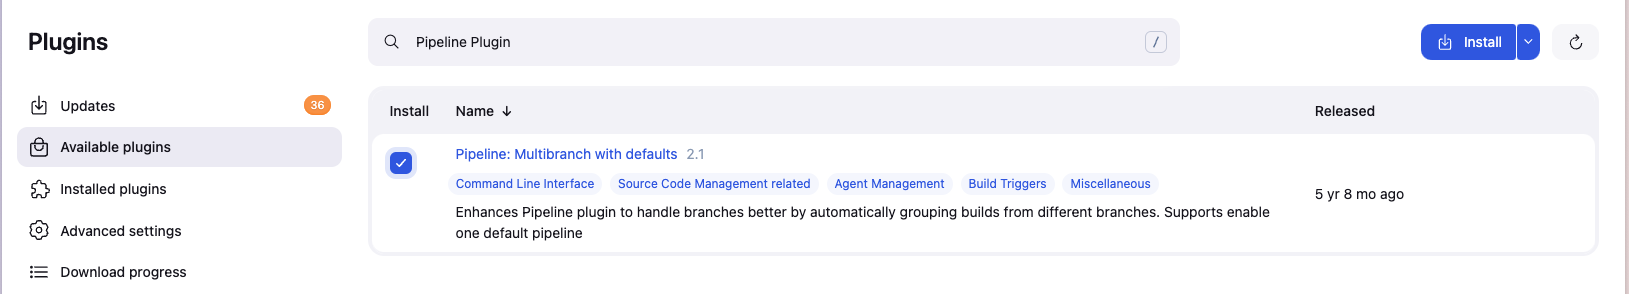 Plugins
Pipeline Plugin
/
Install
Updates
36
Available plugins
Installed plugins
Advanced settings
Download progress
Install Name ↓ Released
Pipeline: Multibranch with defaults 2.1
Command Line Interface Source Code Management related Agent Management Build Triggers Miscellaneous
Enhances Pipeline plugin to handle branches better by automatically grouping builds from different branches. Supports enable
one default pipeline
5 yr 8 mo ago